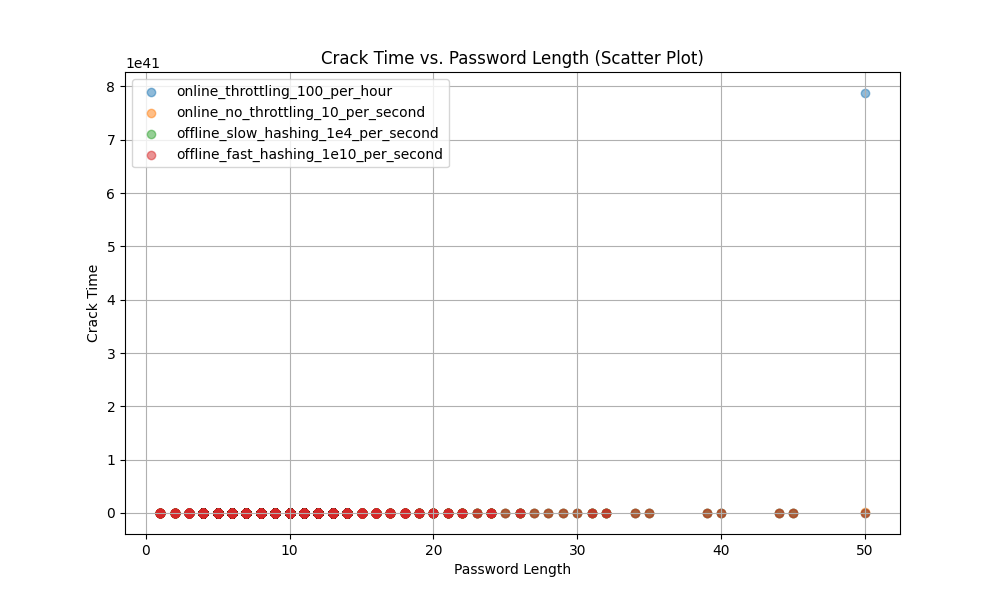 Crack Time vs. Password Length (Scatter Plot)
1e41
online_throttling_100_per_hour
online_no_throttling_10_per_second
offline_slow_hashing_1e4_per_second
offline_fast_hashing_1e10_per_second
8
7
6
5
4
3
2
1
0
Crack Time
0 10 20 30 40 50
Password Length